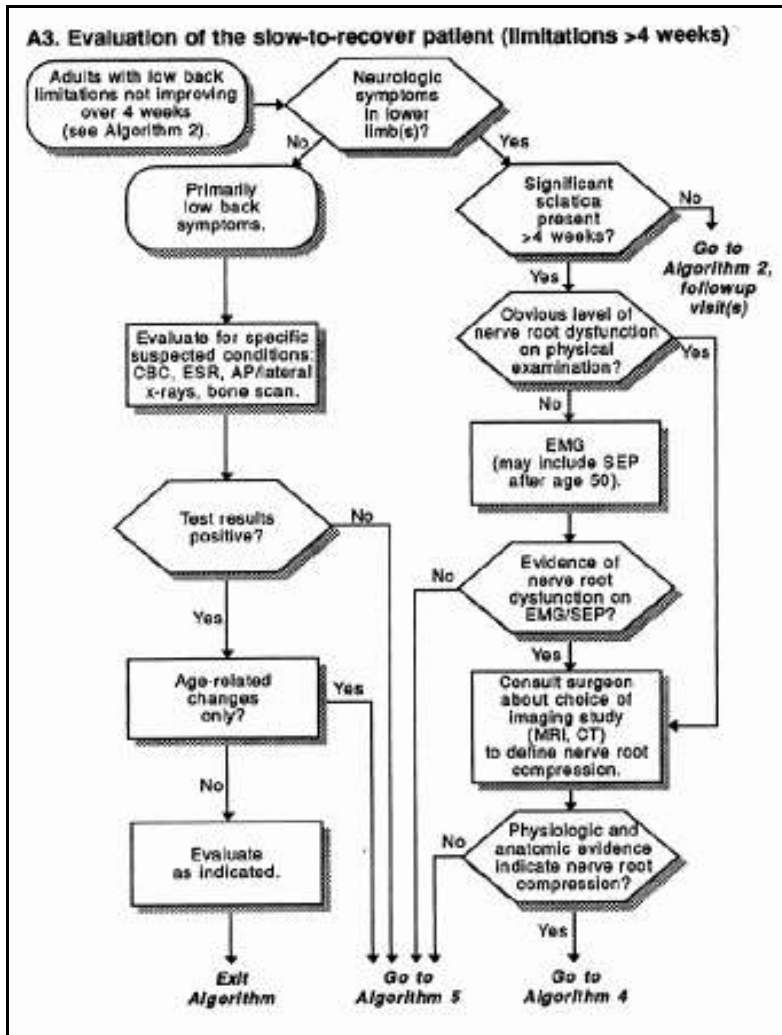 A3. Evaluation of the slow-to-recover patient (limitations >4 weeks)
Adults with low back
limitations not improving
over 4 weeks
(see Algorithm 2).
Neurologic
symptoms
in lower
limb(s)?
No
Yes
Primarily
low back
symptoms.
Significant
sciatica
present
>4 weeks?
No
Go to
Algorithm 2,
followup
visit(s)
Yes
Evaluate for specific
suspected conditions:
CBC, ESR, AP/lateral
x-rays, bone scan.
Obvious level of
nerve root dysfunction
on physical
examination?
Yes
No
EMG
(may include SEP
after age 50).
Test results
positive?
No
Yes
Evidence of
nerve root
dysfunction on
EMG/SEP?
No
Yes
Age-related
changes
only?
Yes
No
Consult surgeon
about choice of
imaging study
(MRI, CT)
to define nerve root
compression.
Evaluate
as indicated.
Physiologic and
anatomic evidence
indicate nerve root
compression?
No
Yes
Exit
Algorithm
Go to
Algorithm 5
Go to
Algorithm 4